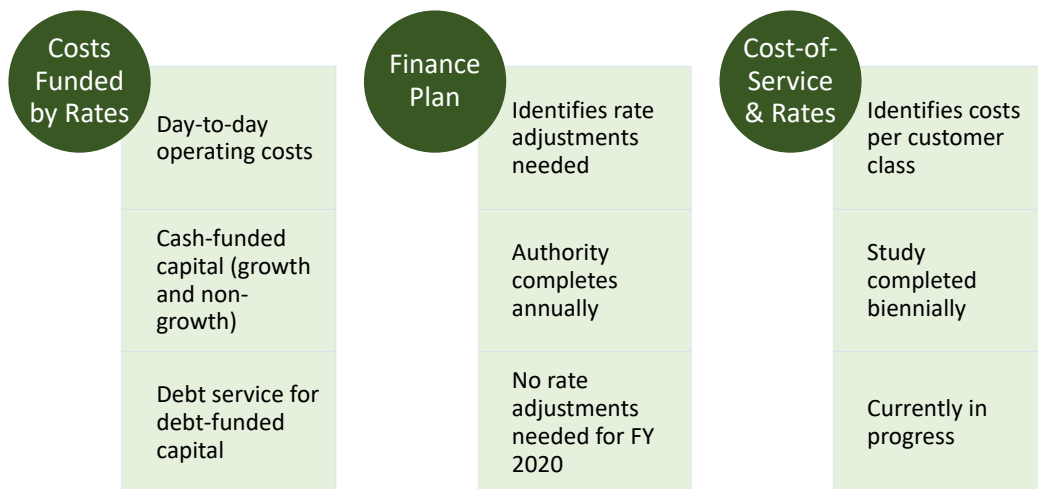 Costs
Funded
by Rates
Day-to-day
operating costs
Cash-funded
capital (growth
and non-
growth)
Debt service for
debt-funded
capital
Finance
Plan
Identifies rate
adjustments
needed
Authority
completes
annually
No rate
adjustments
needed for FY
2020
Cost-of-
Service
& Rates
Identifies costs
per customer
class
Study
completed
biennially
Currently in
progress